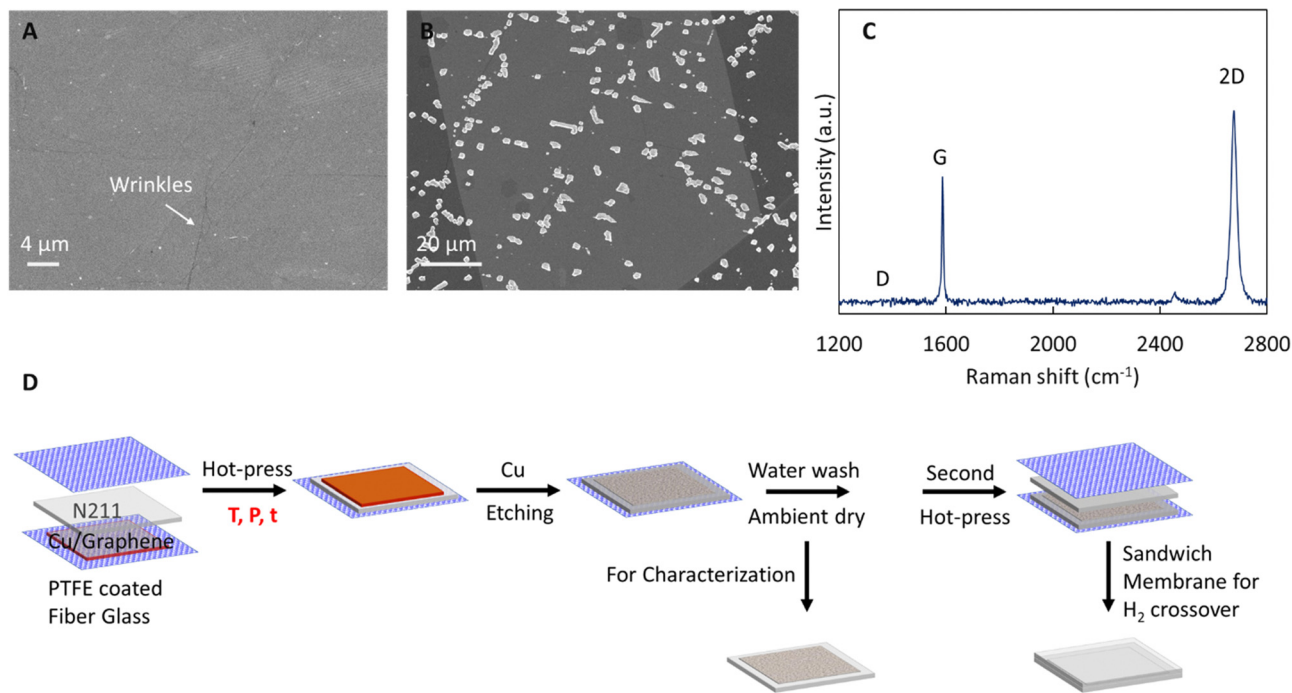 A
Wrinkles
4 μm
B
20 μm
C
Intensity (a.u.)
D
G
2D
1200
1600
2000
2400
2800
Raman shift (cm⁻¹)
D
N211
Cu/Graphene
PTFE coated
Fiber Glass
Hot-press
T, P, t
Cu
Etching
Water wash
Ambient dry
For Characterization
Second
Hot-press
Sandwich
Membrane for
H₂ crossover